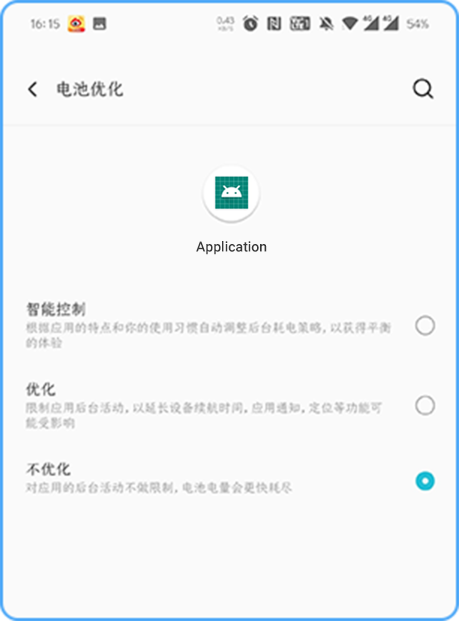 16:15 0.43 KB/S 4G 4G 54%
电池优化
Application
智能控制
根据应用的特点和你的使用习惯自动调整后台耗电策略, 以获得平衡
的体验
优化
限制应用后台活动, 以延长设备续航时间, 应用通知, 定位等功能可
能受影响
不优化
对应用的后台活动不做限制, 电池电量会更快耗尽